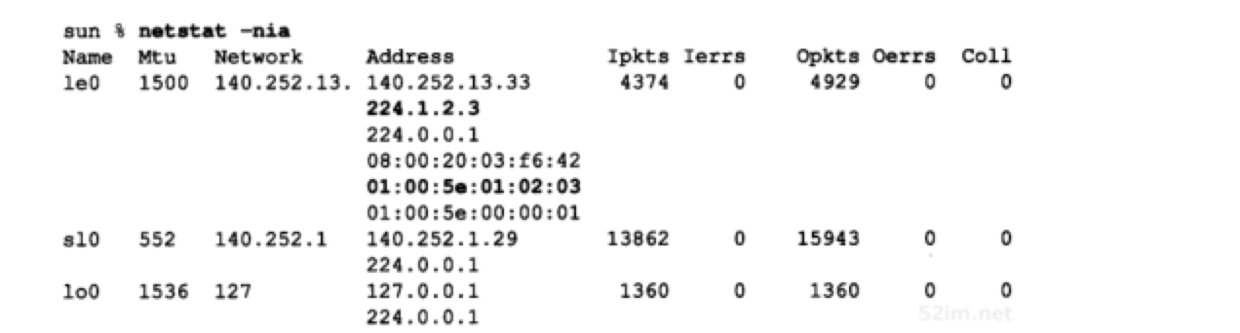 sun % netstat -nia
Name Mtu Network Address Ipkts Ierrs Opkts Oerrs Coll
le0 1500 140.252.13. 140.252.13.33 4374 0 4929 0 0
224.1.2.3
224.0.0.1
08:00:20:03:f6:42
01:00:5e:01:02:03
01:00:5e:00:00:01
sl0 552 140.252.1 140.252.1.29 13862 0 15943 0 0
224.0.0.1
lo0 1536 127 127.0.0.1 1360 0 1360 0 0
224.0.0.1
52im.net